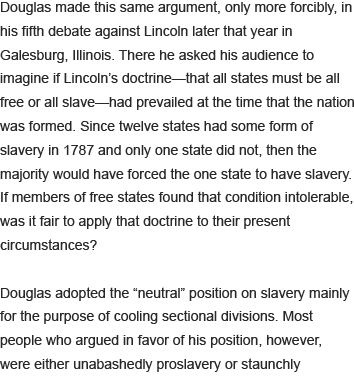 Douglas made this same argument, only more forcibly, in
his fifth debate against Lincoln later that year in
Galesburg, Illinois. There he asked his audience to
imagine if Lincoln’s doctrine—that all states must be all
free or all slave—had prevailed at the time that the nation
was formed. Since twelve states had some form of
slavery in 1787 and only one state did not, then the
majority would have forced the one state to have slavery.
If members of free states found that condition intolerable,
was it fair to apply that doctrine to their present
circumstances?

Douglas adopted the “neutral” position on slavery mainly
for the purpose of cooling sectional divisions. Most
people who argued in favor of his position, however,
were either unabashedly proslavery or staunchly